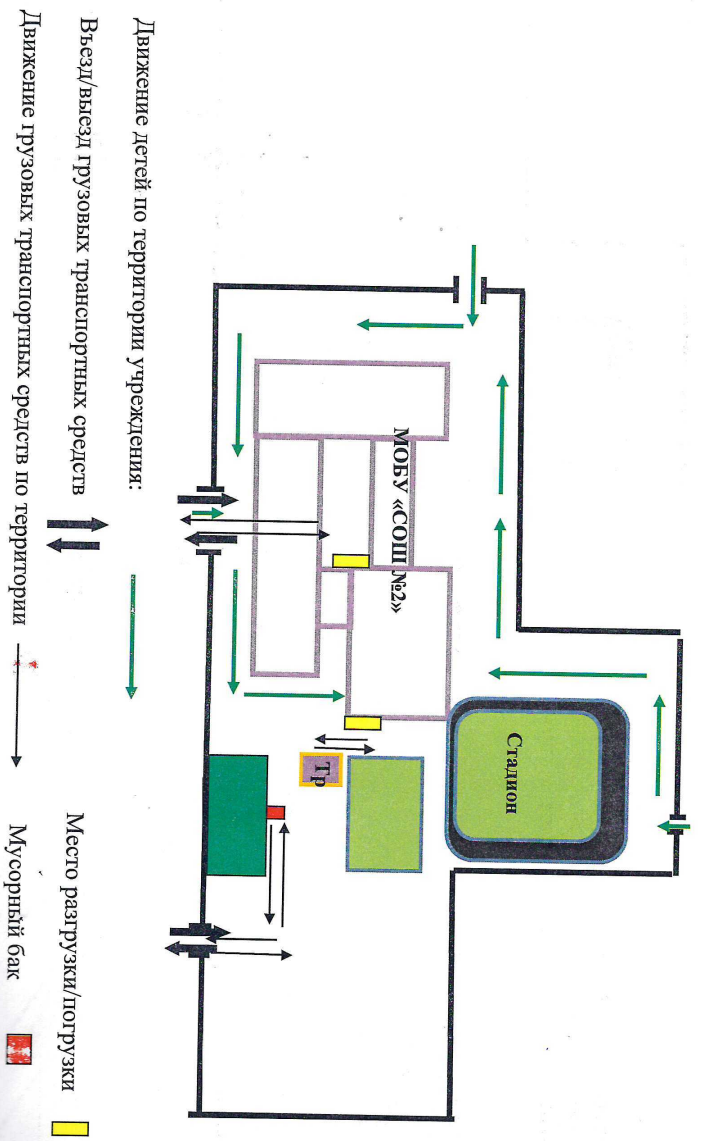 МОБУ «СОШ №2»
Стадион
Тр
Движение детей по территории учреждения:
Въезд/выезд грузовых транспортных средств
Движение грузовых транспортных средств по территории
Место разгрузки/погрузки
Мусорный бак